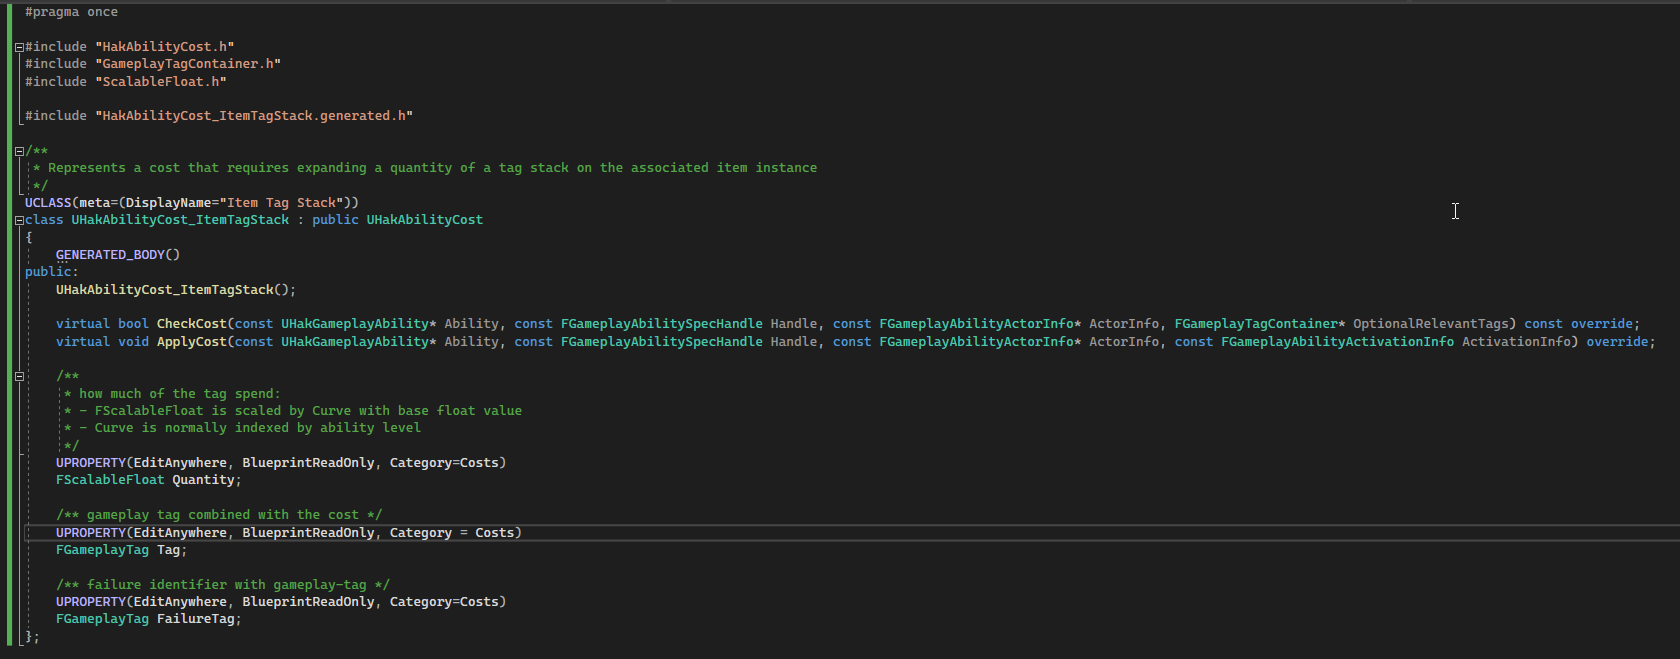 #pragma once
#include "HakAbilityCost.h"
#include "GameplayTagContainer.h"
#include "ScalableFloat.h"
#include "HakAbilityCost_ItemTagStack.generated.h"
/**
* Represents a cost that requires expanding a quantity of a tag stack on the associated item instance
*/
UCLASS(meta=(DisplayName="Item Tag Stack"))
class UHakAbilityCost_ItemTagStack : public UHakAbilityCost
{
GENERATED_BODY()
public:
UHakAbilityCost_ItemTagStack();
virtual bool CheckCost(const UHakGameplayAbility* Ability, const FGameplayAbilitySpecHandle Handle, const FGameplayAbilityActorInfo* ActorInfo, FGameplayTagContainer* OptionalRelevantTags) const override;
virtual void ApplyCost(const UHakGameplayAbility* Ability, const FGameplayAbilitySpecHandle Handle, const FGameplayAbilityActorInfo* ActorInfo, const FGameplayAbilityActivationInfo ActivationInfo) override;
/**
* how much of the tag spend:
* - FScalableFloat is scaled by Curve with base float value
* - Curve is normally indexed by ability level
*/
UPROPERTY(EditAnywhere, BlueprintReadOnly, Category=Costs)
FScalableFloat Quantity;
/** gameplay tag combined with the cost */
UPROPERTY(EditAnywhere, BlueprintReadOnly, Category = Costs)
FGameplayTag Tag;
/** failure identifier with gameplay-tag */
UPROPERTY(EditAnywhere, BlueprintReadOnly, Category=Costs)
FGameplayTag FailureTag;
};